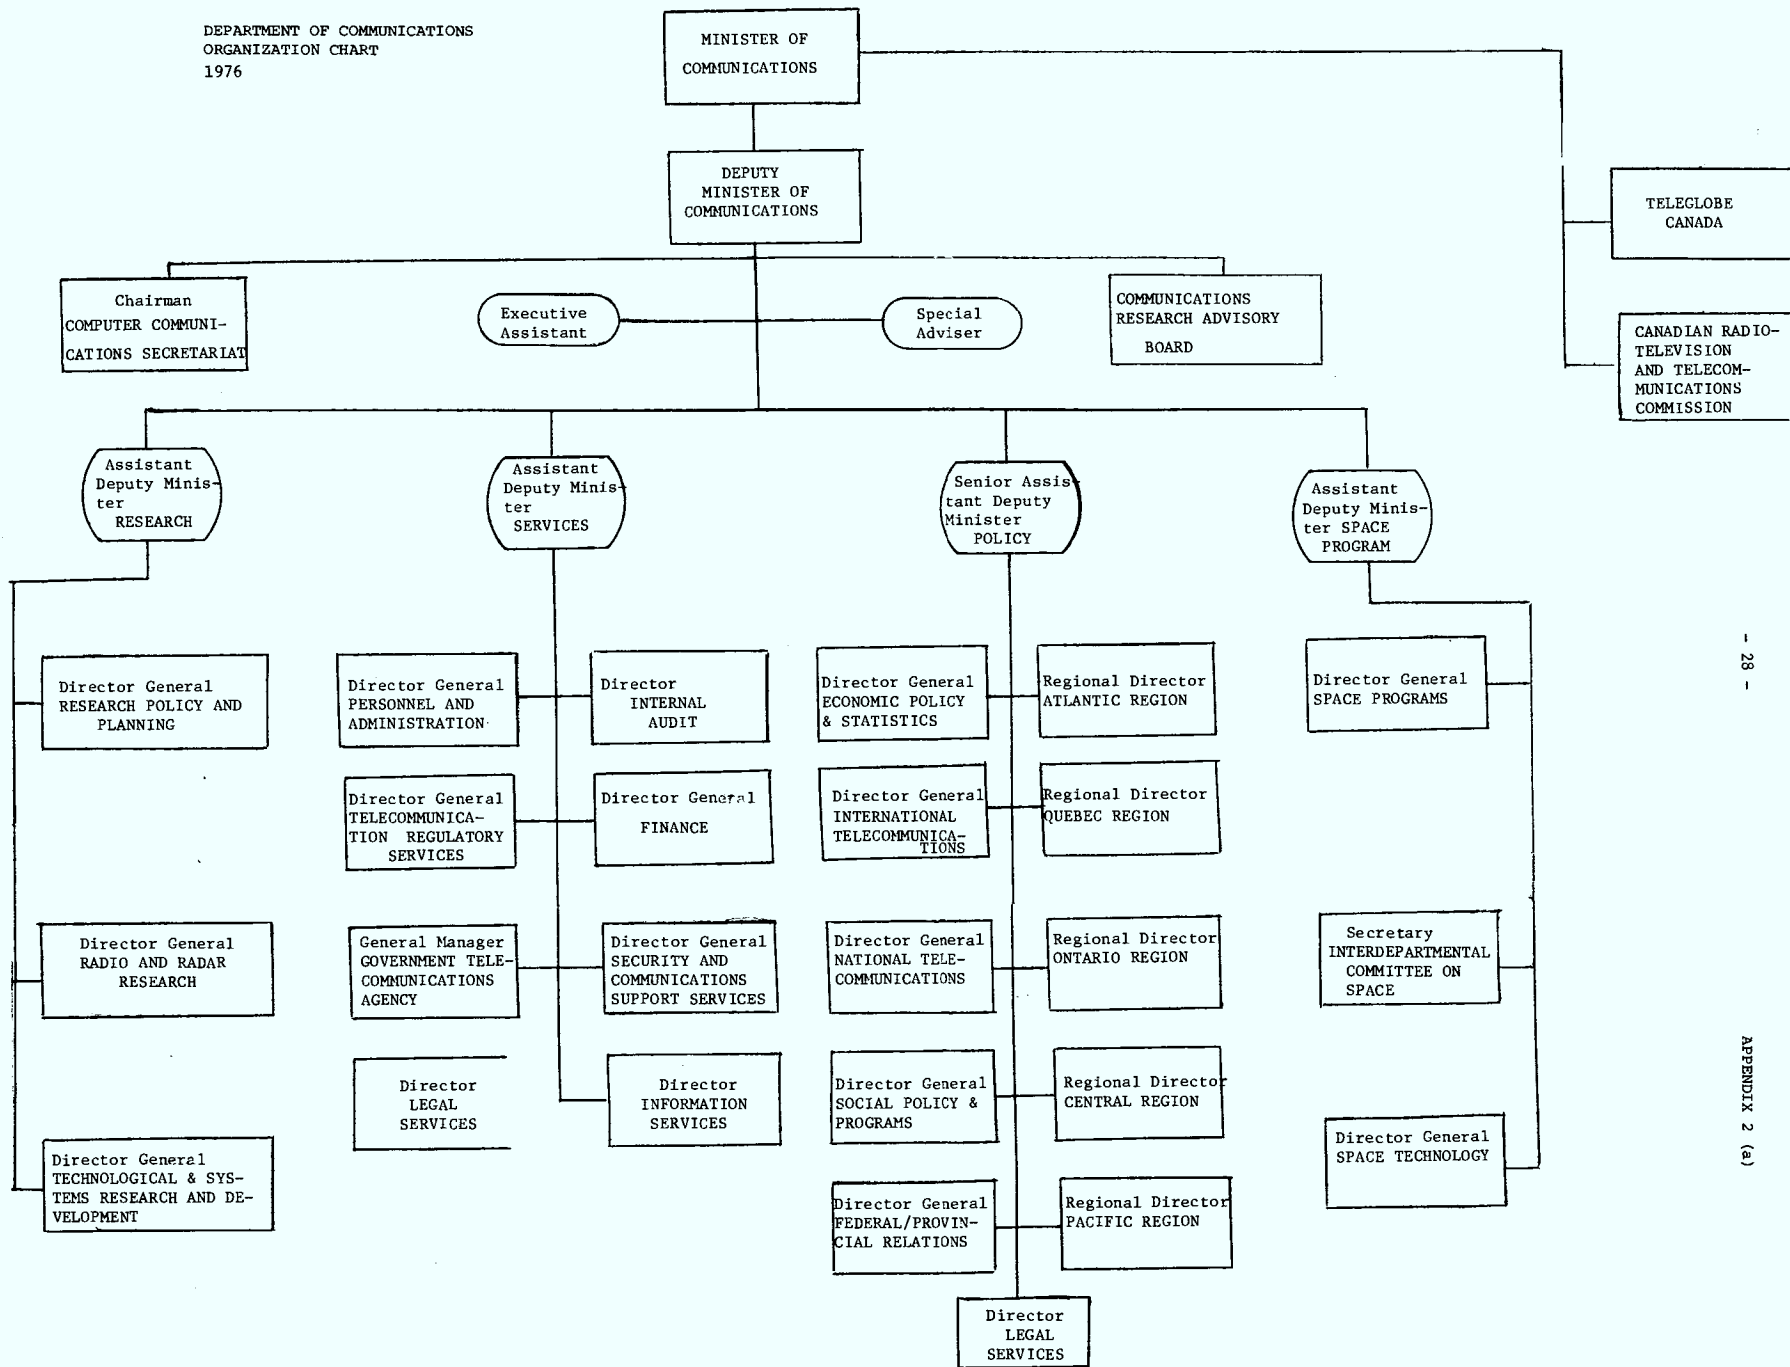 DEPARTMENT OF COMMUNICATIONS
ORGANIZATION CHART
1976
MINISTER OF
COMMUNICATIONS
DEPUTY
MINISTER OF
COMMUNICATIONS
TELEGLOBE
CANADA
CANADIAN RADIO-
TELEVISION
AND TELECOM-
MUNICATIONS
COMMISSION
Chairman
COMPUTER COMMUNI-
CATIONS SECRETARIAT
Executive
Assistant
Special
Adviser
COMMUNICATIONS
RESEARCH ADVISORY
BOARD
Assistant
Deputy Minis-
ter
RESEARCH
Assistant
Deputy Minis-
ter
SERVICES
Senior Assis-
tant Deputy
Minister
POLICY
Assistant
Deputy Minis-
ter SPACE
PROGRAM
Director General
RESEARCH POLICY AND
PLANNING
Director General
RADIO AND RADAR
RESEARCH
Director General
TECHNOLOGICAL & SYS-
TEMS RESEARCH AND DE-
VELOPMENT
Director General
PERSONNEL AND
ADMINISTRATION
Director
INTERNAL
AUDIT
Director General
TELECOMMUNICA-
TION REGULATORY
SERVICES
Director General
FINANCE
General Manager
GOVERNMENT TELE-
COMMUNICATIONS
AGENCY
Director General
SECURITY AND
COMMUNICATIONS
SUPPORT SERVICES
Director
LEGAL
SERVICES
Director
INFORMATION
SERVICES
Director General
ECONOMIC POLICY
& STATISTICS
Regional Director
ATLANTIC REGION
Director General
INTERNATIONAL
TELECOMMUNICA-
TIONS
Regional Director
QUEBEC REGION
Director General
NATIONAL TELE-
COMMUNICATIONS
Regional Director
ONTARIO REGION
Director General
SOCIAL POLICY &
PROGRAMS
Regional Director
CENTRAL REGION
Director General
FEDERAL/PROVIN-
CIAL RELATIONS
Regional Director
PACIFIC REGION
Director
LEGAL
SERVICES
Director General
SPACE PROGRAMS
Secretary
INTERDEPARTMENTAL
COMMITTEE ON
SPACE
Director General
SPACE TECHNOLOGY
- 28 -
APPENDIX 2 (a)